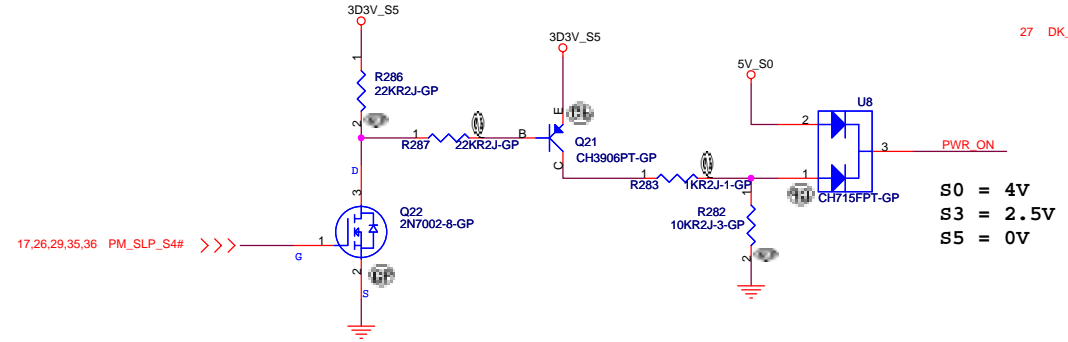 3D3V_S5
3D3V_S5
27 DK_
5V_S0
1
R286
22KR2J-GP
2
U8
E
2
1
R287
22KR2J-GP
B
Q21
CH3906PT-GP
C
3
PWR_ON
D
1
R283
1KR2J-1-GP
1
CH715FPT-GP
S0 = 4V
S3 = 2.5V
S5 = 0V
3
Q22
2N7002-8-GP
1
R282
10KR2J-3-GP
2
17,26,29,35,36 PM_SLP_S4#
1
G
2
S